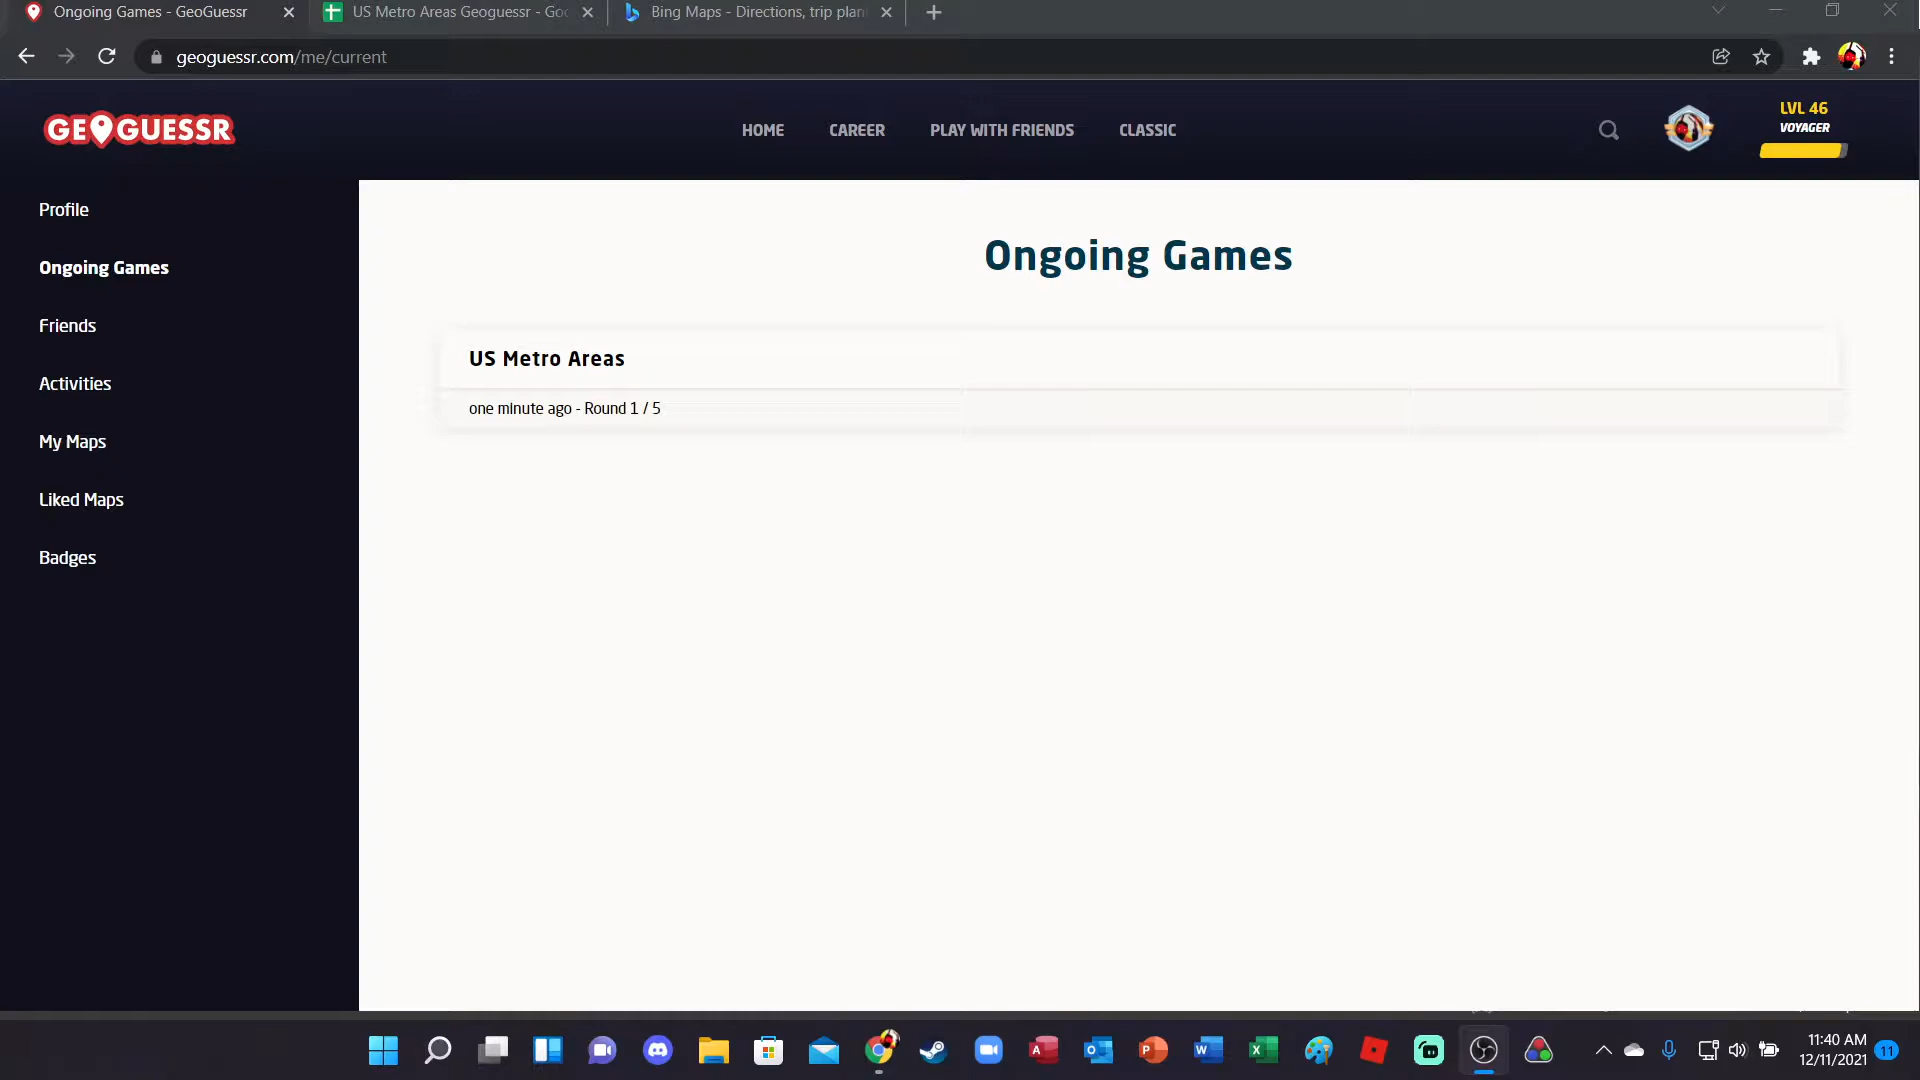 Ongoing Games - GeoGuessr
US Metro Areas Geoguessr - Goo
Bing Maps - Directions, trip plan
geoguessr.com/me/current
GEOGUESSR
HOME
CAREER
PLAY WITH FRIENDS
CLASSIC
LVL 46
VOYAGER
Profile
Ongoing Games
Friends
Activities
My Maps
Liked Maps
Badges
Ongoing Games
US Metro Areas
one minute ago - Round 1 / 5
11:40 AM
12/11/2021
11